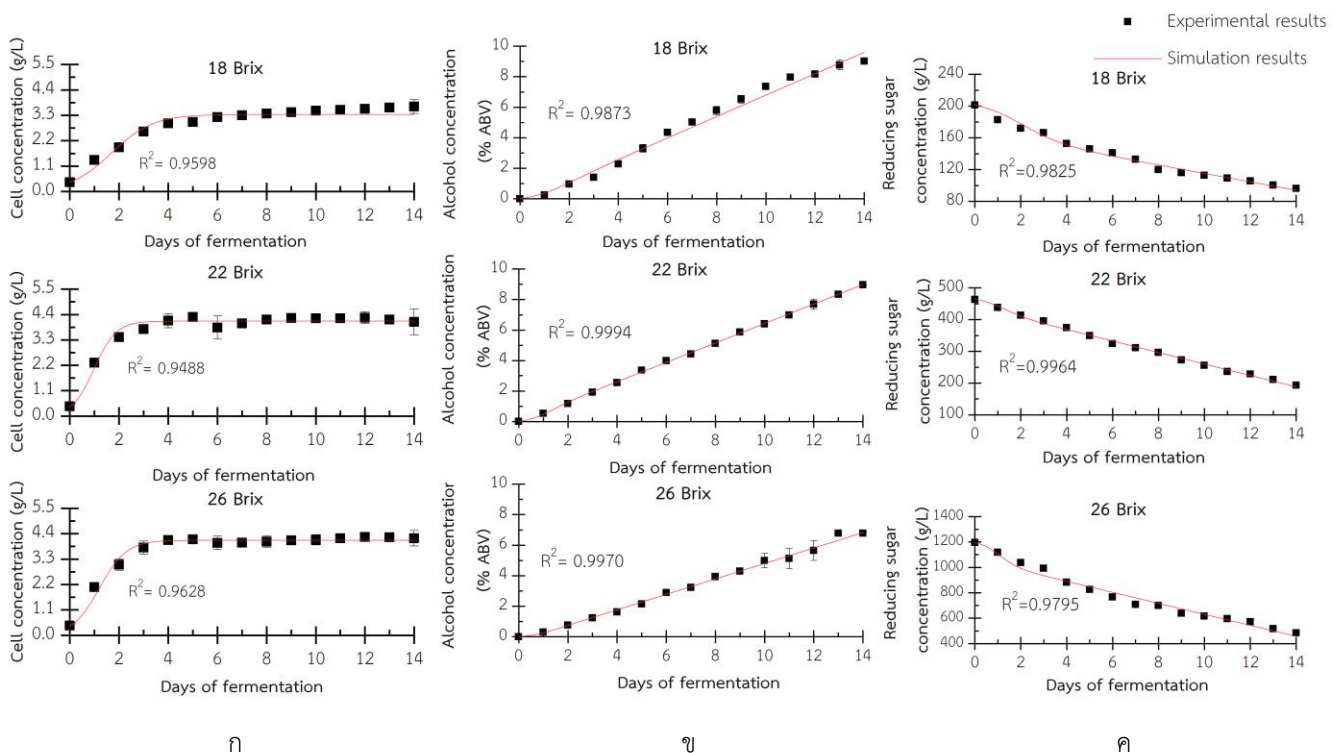 Experimental results
Simulation results
18 Brix
Cell concentration (g/L)
5.5
4.4
3.3
2.2
1.1
0.0
R² = 0.9598
0 2 4 6 8 10 12 14
Days of fermentation
18 Brix
Alcohol concentration
(% ABV)
10
8
6
4
2
0
R² = 0.9873
0 2 4 6 8 10 12 14
Days of fermentation
18 Brix
Reducing sugar
concentration (g/L)
240
200
160
120
80
R² = 0.9825
0 2 4 6 8 10 12 14
Days of fermentation
22 Brix
Cell concentration (g/L)
5.5
4.4
3.3
2.2
1.1
0.0
R² = 0.9488
0 2 4 6 8 10 12 14
Days of fermentation
22 Brix
Alcohol concentration
(% ABV)
10
8
6
4
2
0
R² = 0.9994
0 2 4 6 8 10 12 14
Days of fermentation
22 Brix
Reducing sugar
concentration (g/L)
500
400
300
200
100
R²=0.9964
0 2 4 6 8 10 12 14
Days of fermentation
26 Brix
Cell concentration (g/L)
5.5
4.4
3.3
2.2
1.1
0.0
R² = 0.9628
0 2 4 6 8 10 12 14
Days of fermentation
26 Brix
Alcohol concentration
(% ABV)
10
8
6
4
2
0
R² = 0.9970
0 2 4 6 8 10 12 14
Days of fermentation
26 Brix
Reducing sugar
concentration (g/L)
1400
1200
1000
800
600
400
R²=0.9795
0 2 4 6 8 10 12 14
Days of fermentation
ก
ข
ค